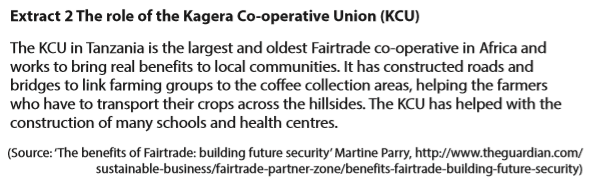 Extract 2 The role of the Kagera Co-operative Union (KCU)
The KCU in Tanzania is the largest and oldest Fairtrade co-operative in Africa and
works to bring real benefits to local communities. It has constructed roads and
bridges to link farming groups to the coffee collection areas, helping the farmers
who have to transport their crops across the hillsides. The KCU has helped with the
construction of many schools and health centres.
(Source: ‘The benefits of Fairtrade: building future security’ Martine Parry, http://www.theguardian.com/
sustainable-business/fairtrade-partner-zone/benefits-fairtrade-building-future-security)